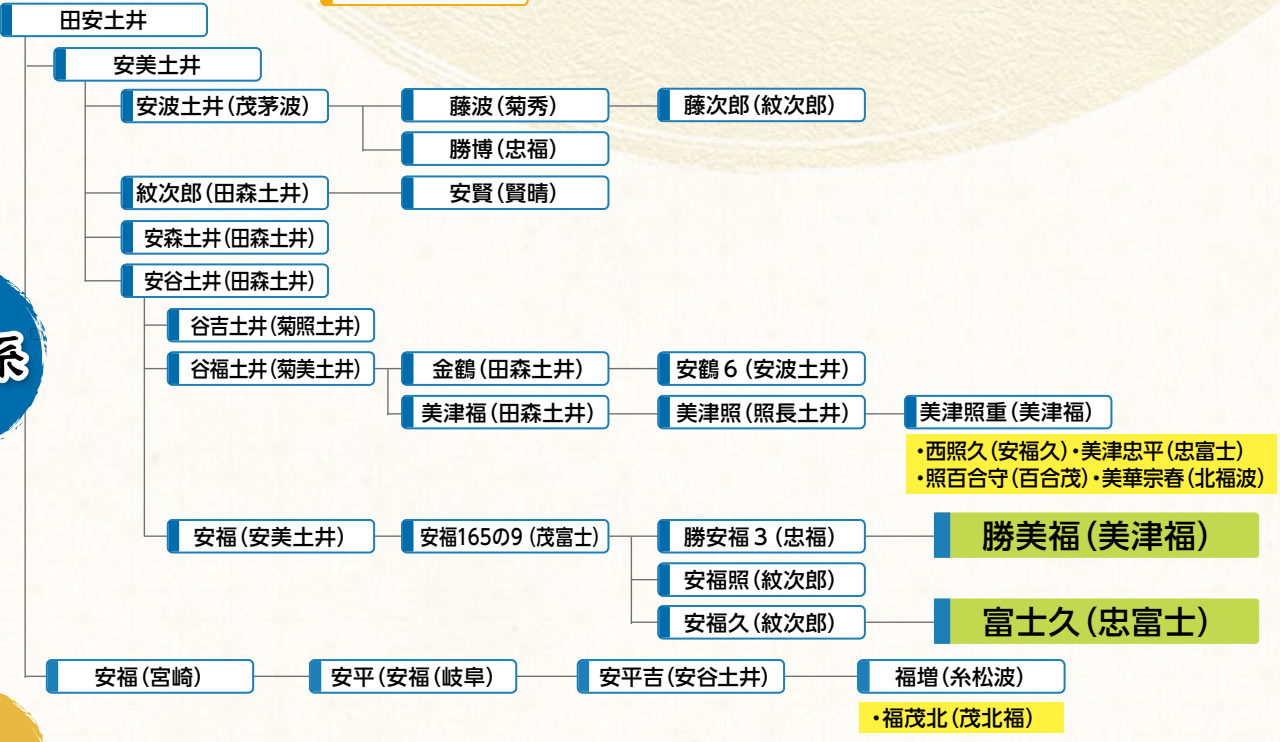 田安土井
安美土井
安波土井(茂茅波)
藤波(菊秀)
藤次郎(紋次郎)
勝博(忠福)
紋次郎(田森土井)
安賢(賢晴)
安森土井(田森土井)
安谷土井(田森土井)
谷吉土井(菊照土井)
系
谷福土井(菊美土井)
金鶴(田森土井)
安鶴6(安波土井)
美津福(田森土井)
美津照(照長土井)
美津照重(美津福)
・西照久(安福久)・美津忠平(忠富士)
・照百合守(百合茂)・美華宗春(北福波)
安福(安美土井)
安福165の9(茂富士)
勝安福3(忠福)
勝美福(美津福)
安福照(紋次郎)
安福久(紋次郎)
富士久(忠富士)
安福(宮崎)
安平(安福(岐阜)
安平吉(安谷土井)
福増(糸松波)
・福茂北(茂北福)